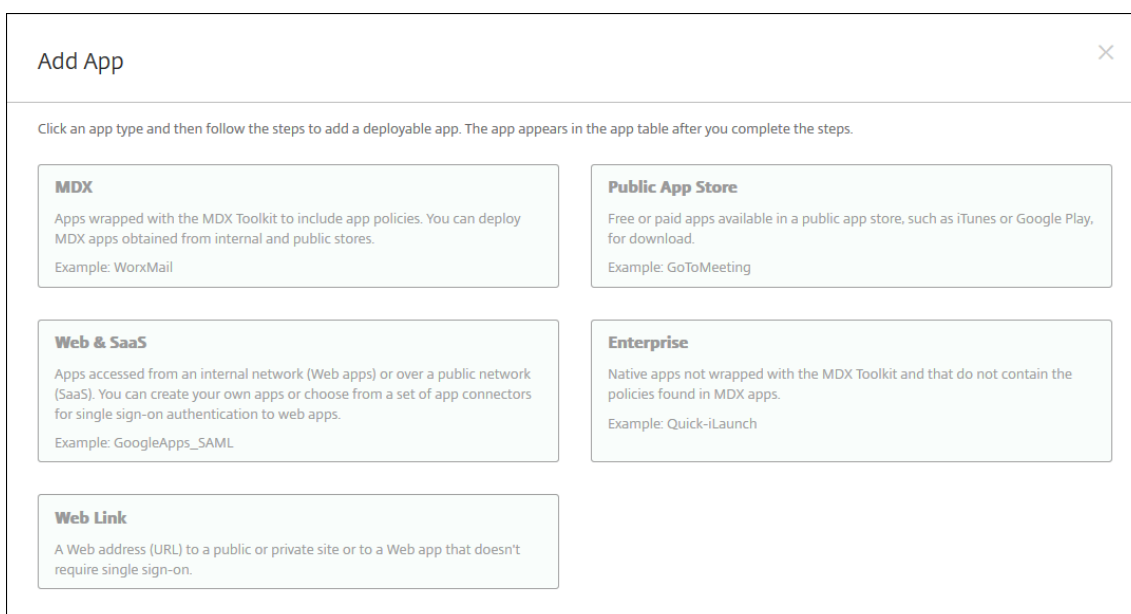 Add App
Click an app type and then follow the steps to add a deployable app. The app appears in the app table after you complete the steps.
MDX
Apps wrapped with the MDX Toolkit to include app policies. You can deploy
MDX apps obtained from internal and public stores.
Example: WorxMail
Public App Store
Free or paid apps available in a public app store, such as iTunes or Google Play,
for download.
Example: GoToMeeting
Web & SaaS
Apps accessed from an internal network (Web apps) or over a public network
(SaaS). You can create your own apps or choose from a set of app connectors
for single sign-on authentication to web apps.
Example: GoogleApps_SAML
Enterprise
Native apps not wrapped with the MDX Toolkit and that do not contain the
policies found in MDX apps.
Example: Quick-iLaunch
Web Link
A Web address (URL) to a public or private site or to a Web app that doesn't
require single sign-on.